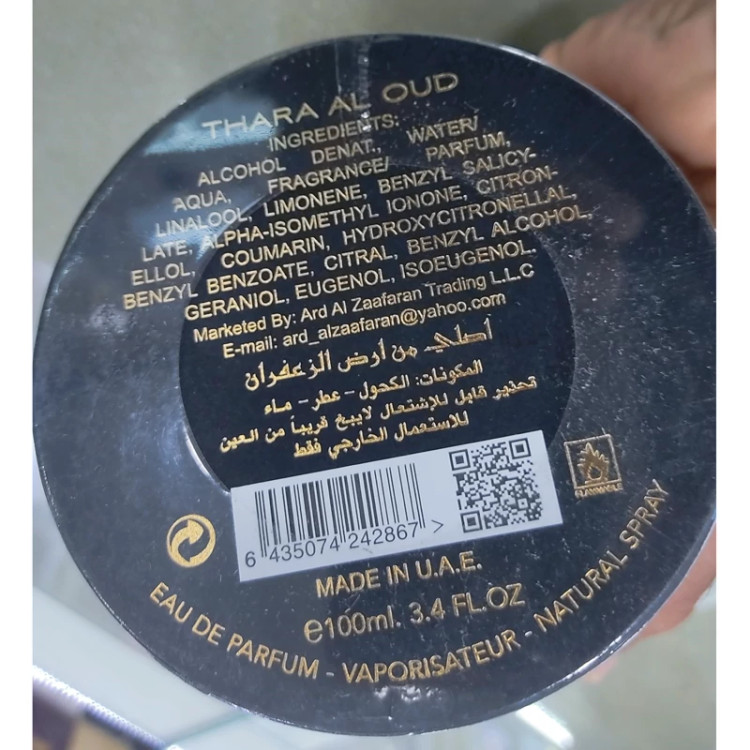 THARA AL OUD
INGREDIENTS:
ALCOHOL DENAT., WATER/
AQUA, FRAGRANCE/ PARFUM,
LINALOOL, LIMONENE, BENZYL SALICY-
LATE, ALPHA-ISOMETHYL IONONE, CITRON-
ELLOL, COUMARIN, HYDROXYCITRONELLAL,
BENZYL BENZOATE, CITRAL, BENZYL ALCOHOL,
GERANIOL, EUGENOL, ISOEUGENOL.
Marketed By: Ard Al Zaafaran Trading L.L.C
E-mail: ard_alzaafaran@yahoo.com
أصلي من أرض الزعفران
المكونات: الكحول - عطر - ماء
تحذير قابل للإشتعال لايبخ قريباً من العين
للاستعمال الخارجي فقط
6 435074 242867 >
FLAMMABLE
MADE IN U.A.E.
e100ml. 3.4 FL.OZ
EAU DE PARFUM - VAPORISATEUR - NATURAL SPRAY